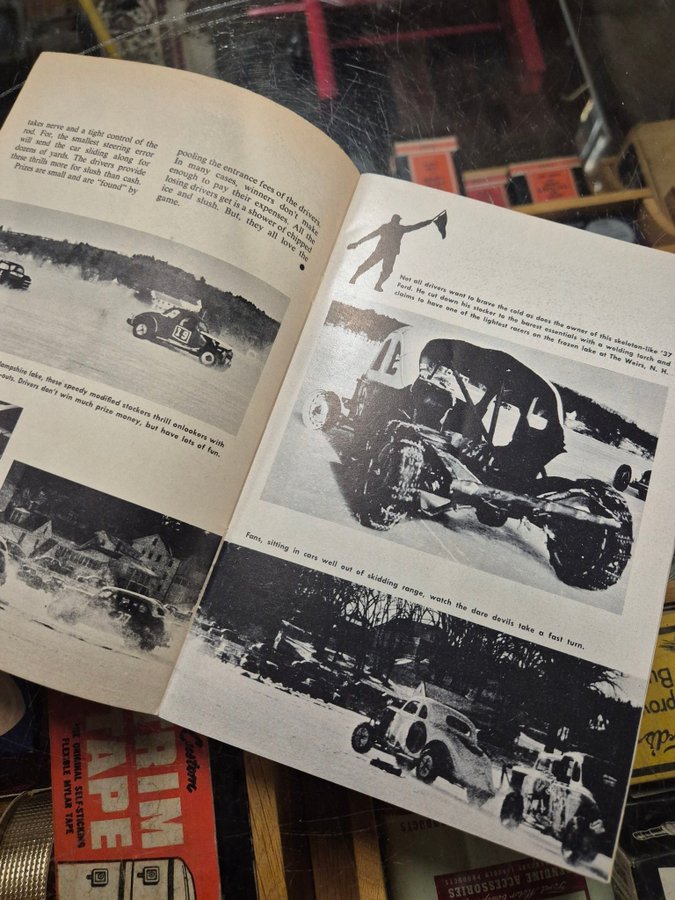 takes nerve and a tight control of the
rod. For, the smallest steering error
will send the car sliding along for
dozens of yards. The drivers provide
these thrills more for slush than cash.
Prizes are small and are "found" by
pooling the entrance fees of the drivers.
In many cases, winners don't make
enough to pay their expenses. All the
losing drivers get is a shower of chipped
ice and slush. But, they all love the
game.
19
ampshire lake, these speedy modified stockers thrill onlookers with
-outs. Drivers don't win much prize money, but have lots of fun.
Not all drivers want to brave the cold as does the owner of this skeleton-like '37
Ford. He cut down his stocker to the barest essentials with a welding torch and
claims to have one of the lightest racers on the frozen lake at The Weirs, N. H.
Fans, sitting in cars well out of skidding range, watch the dare devils take a fast turn.
Custom
TRIM
TAPE
THE ORIGINAL SELF-STICKING
FLEXIBLE MYLAR TAPE
GENUINE ACCESSORIES